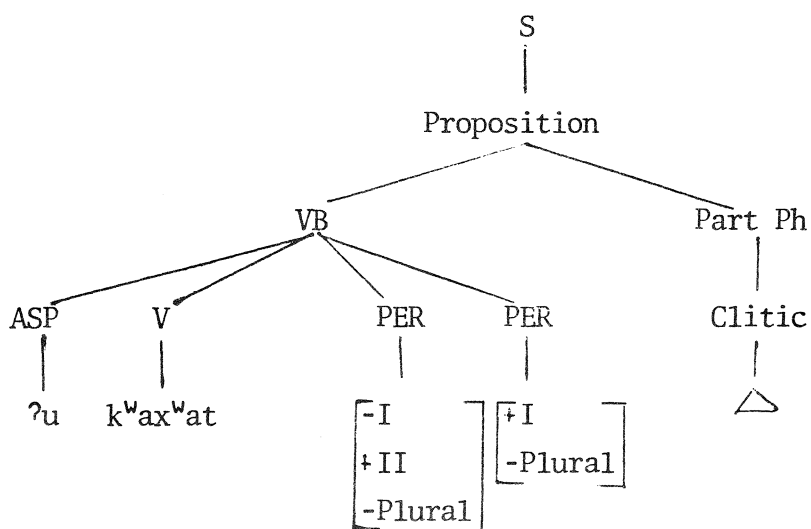 S
Proposition
VB Part Ph
ASP V PER PER Clitic
ʔu kʷaxʷat [-I [+I
+II -Plural]
-Plural]